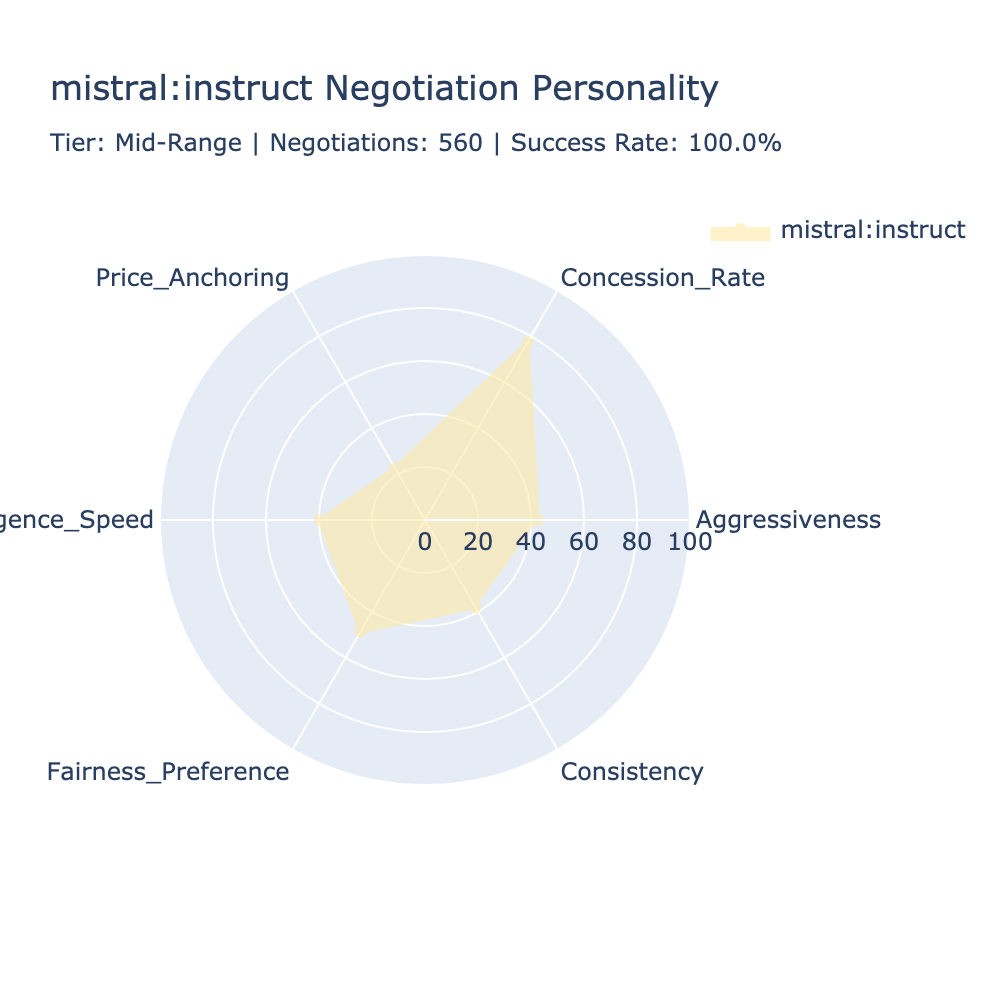 mistral:instruct Negotiation Personality
Tier: Mid-Range | Negotiations: 560 | Success Rate: 100.0%
mistral:instruct
Price_Anchoring
Concession_Rate
gence_Speed
Aggressiveness
0 20 40 60 80 100
Fairness_Preference
Consistency